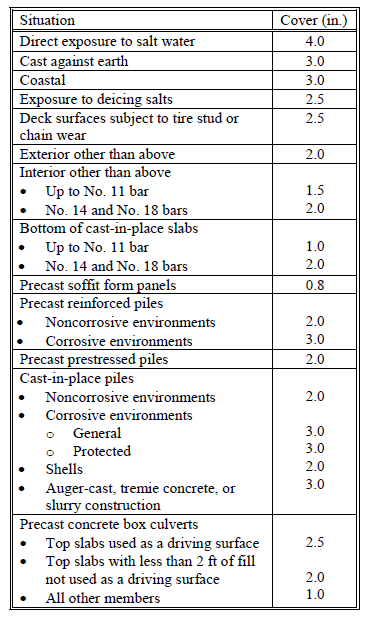 Situation Cover (in.)
Direct exposure to salt water 4.0
Cast against earth 3.0
Coastal 3.0
Exposure to deicing salts 2.5
Deck surfaces subject to tire stud or 2.5
chain wear
Exterior other than above 2.0
Interior other than above
• Up to No. 11 bar 1.5
• No. 14 and No. 18 bars 2.0
Bottom of cast-in-place slabs
• Up to No. 11 bar 1.0
• No. 14 and No. 18 bars 2.0
Precast soffit form panels 0.8
Precast reinforced piles
• Noncorrosive environments 2.0
• Corrosive environments 3.0
Precast prestressed piles 2.0
Cast-in-place piles
• Noncorrosive environments 2.0
• Corrosive environments
o General 3.0
o Protected 3.0
• Shells 2.0
• Auger-cast, tremie concrete, or 3.0
slurry construction
Precast concrete box culverts
• Top slabs used as a driving surface 2.5
• Top slabs with less than 2 ft of fill
not used as a driving surface 2.0
• All other members 1.0